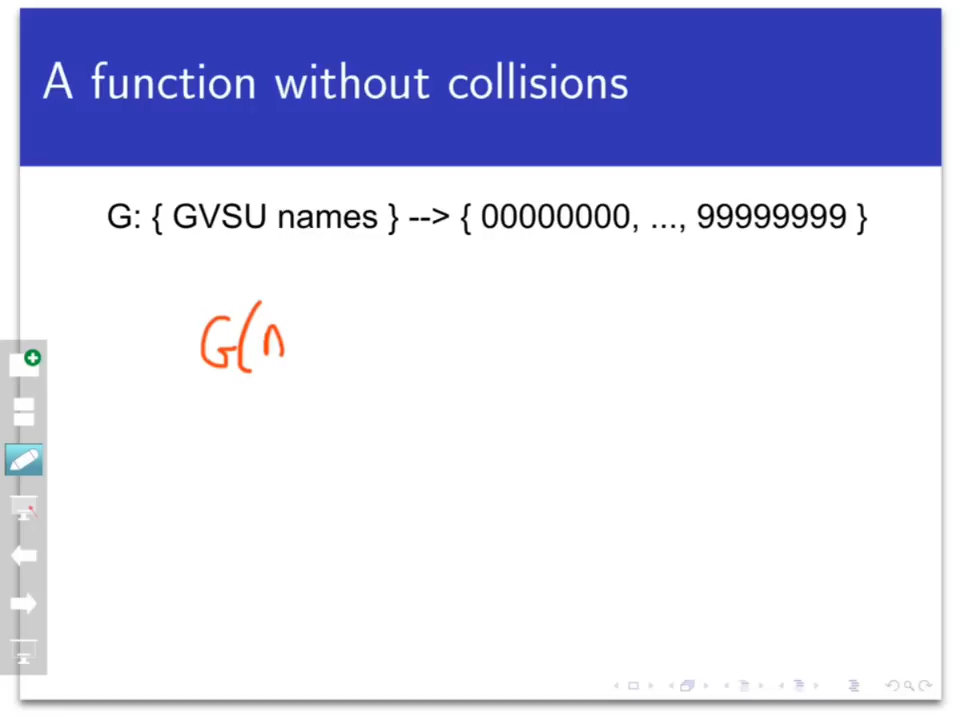 A function without collisions
G: { GVSU names } --> { 00000000, ..., 99999999 }
G(n